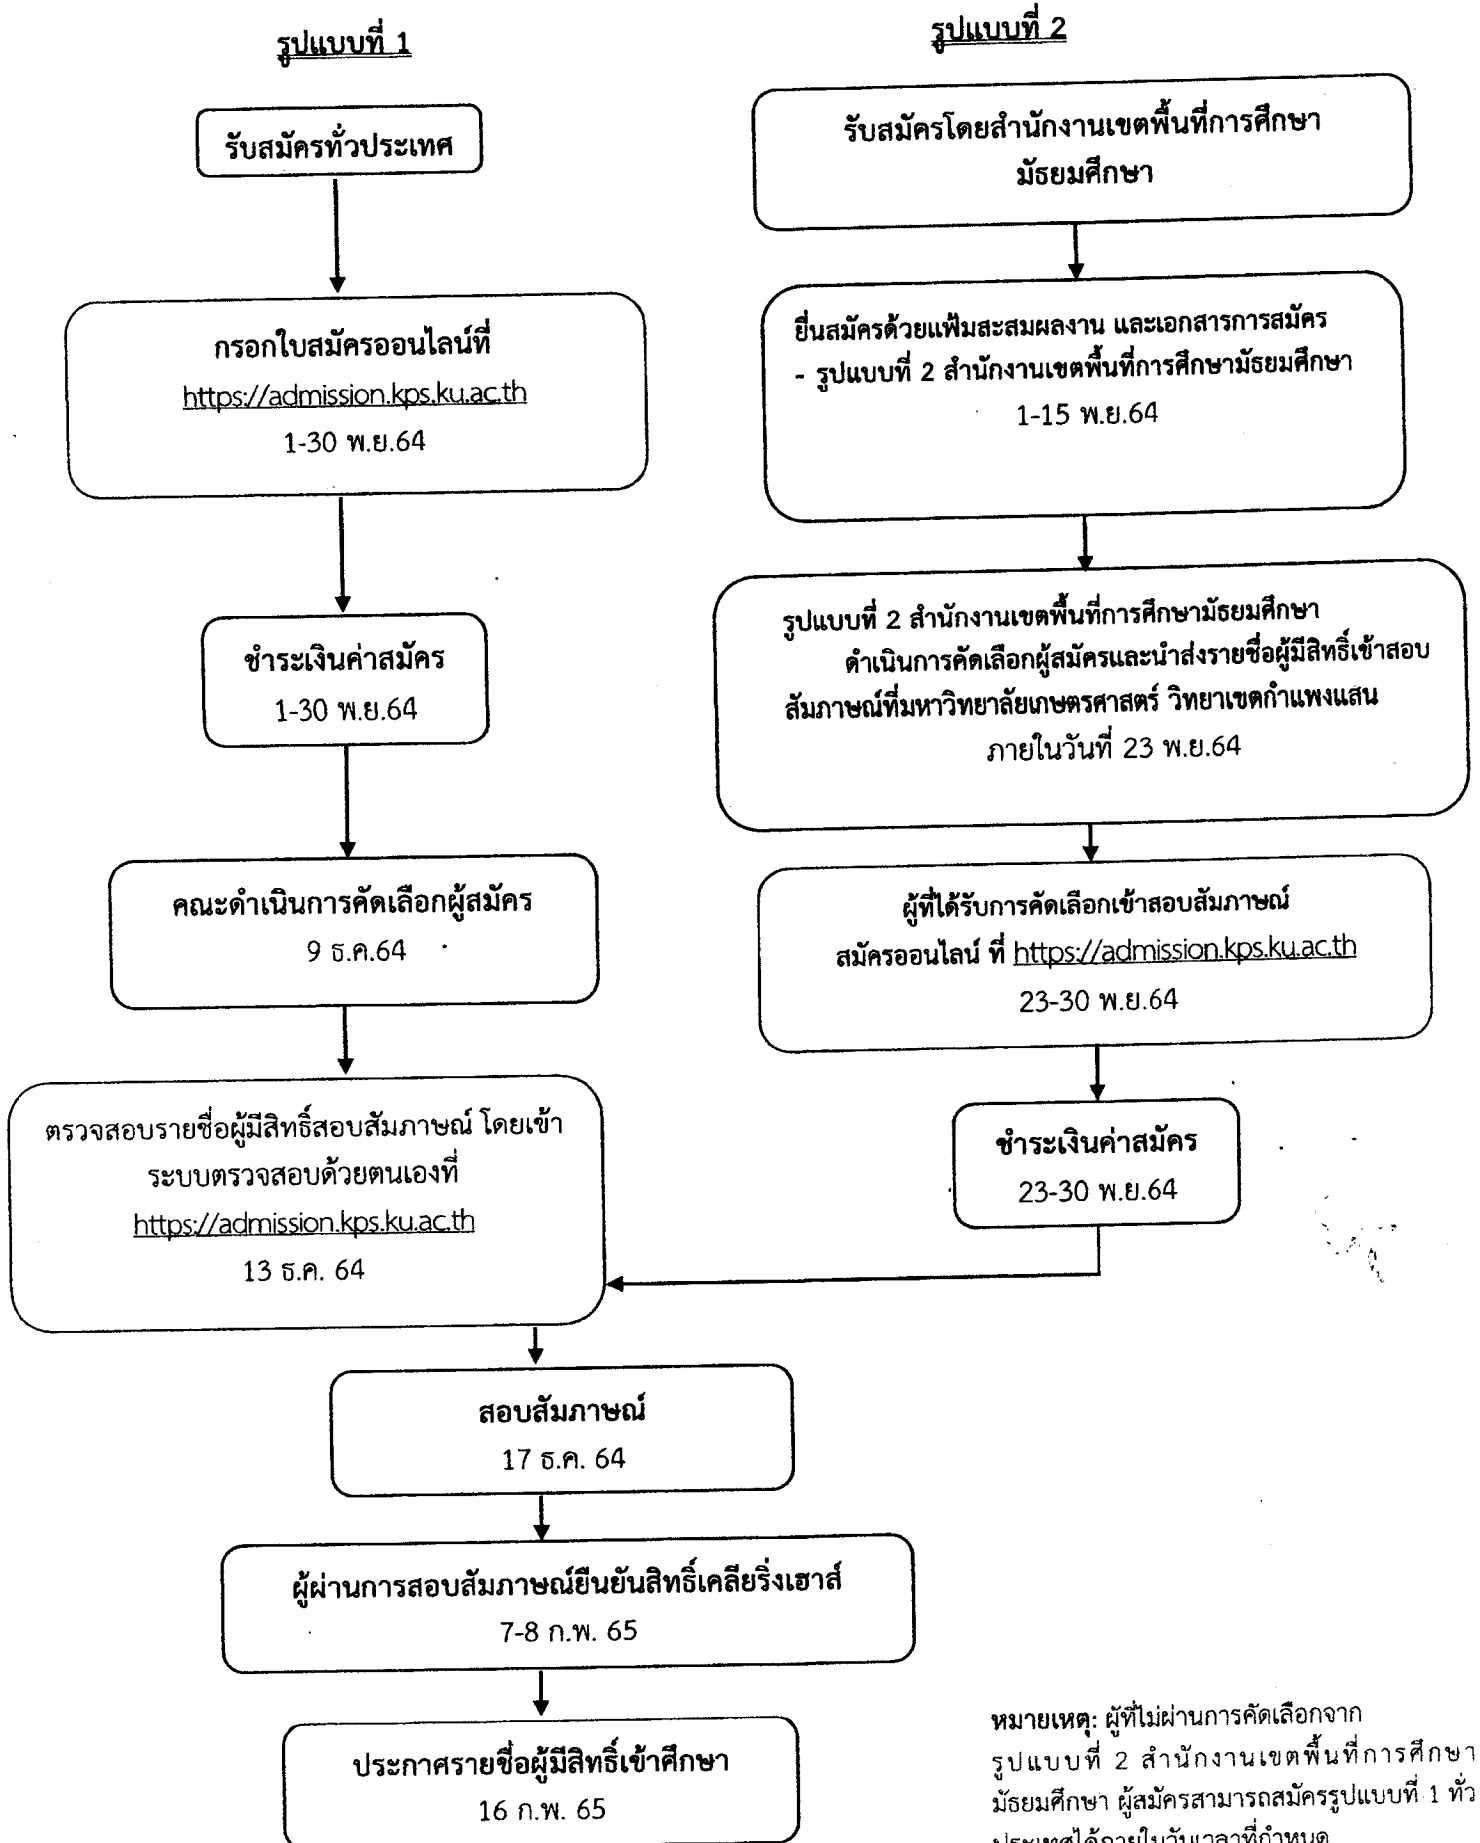 รูปแบบที่ 1
รับสมัครทั่วประเทศ
กรอกใบสมัครออนไลน์ที่
https://admission.kps.ku.ac.th
1-30 พ.ย.64
ชำระเงินค่าสมัคร
1-30 พ.ย.64
คณะดำเนินการคัดเลือกผู้สมัคร
9 ธ.ค.64
ตรวจสอบรายชื่อผู้มีสิทธิ์สอบสัมภาษณ์ โดยเข้า
ระบบตรวจสอบด้วยตนเองที่
https://admission.kps.ku.ac.th
13 ธ.ค. 64
รูปแบบที่ 2
รับสมัครโดยสำนักงานเขตพื้นที่การศึกษา
มัธยมศึกษา
ยื่นสมัครด้วยแฟ้มสะสมผลงาน และเอกสารการสมัคร
- รูปแบบที่ 2 สำนักงานเขตพื้นที่การศึกษามัธยมศึกษา
1-15 พ.ย.64
รูปแบบที่ 2 สำนักงานเขตพื้นที่การศึกษามัธยมศึกษา
ดำเนินการคัดเลือกผู้สมัครและนำส่งรายชื่อผู้มีสิทธิ์เข้าสอบ
สัมภาษณ์ที่มหาวิทยาลัยเกษตรศาสตร์ วิทยาเขตกำแพงแสน
ภายในวันที่ 23 พ.ย.64
ผู้ที่ได้รับการคัดเลือกเข้าสอบสัมภาษณ์
สมัครออนไลน์ ที่ https://admission.kps.ku.ac.th
23-30 พ.ย.64
ชำระเงินค่าสมัคร
23-30 พ.ย.64
สอบสัมภาษณ์
17 ธ.ค. 64
ผู้ผ่านการสอบสัมภาษณ์ยืนยันสิทธิ์เคลียริ่งเฮาส์
7-8 ก.พ. 65
ประกาศรายชื่อผู้มีสิทธิ์เข้าศึกษา
16 ก.พ. 65
หมายเหตุ: ผู้ที่ไม่ผ่านการคัดเลือกจาก
รูปแบบที่ 2 สำนักงานเขตพื้นที่การศึกษา
มัธยมศึกษา ผู้สมัครสามารถสมัครรูปแบบที่ 1 ทั่ว
ประเทศได้ภายในวันเวลาที่กำหนด